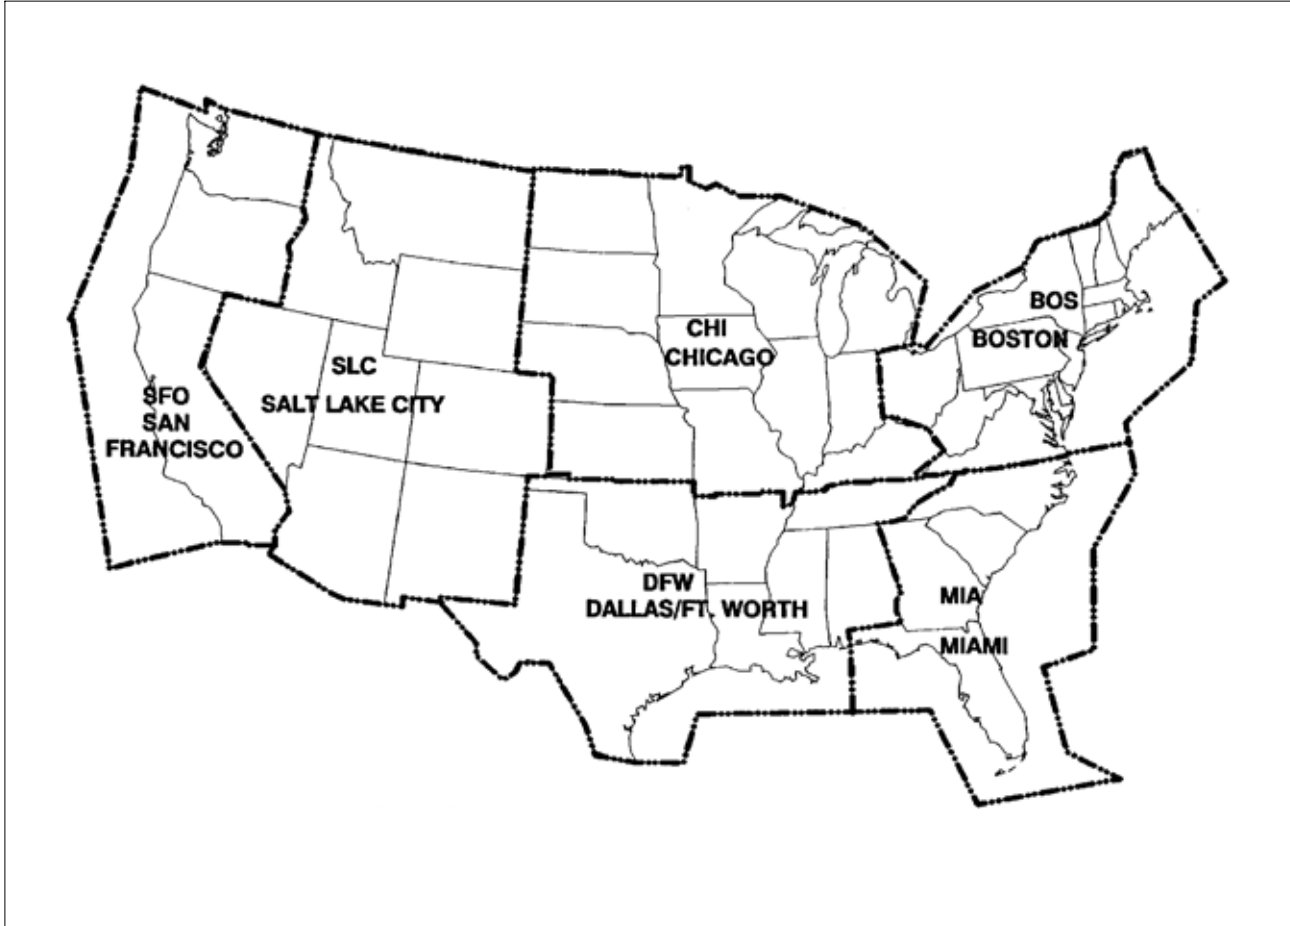 BOS
BOSTON
CHI
CHICAGO
SLC
SALT LAKE CITY
SFO
SAN
FRANCISCO
DFW
DALLAS/FT. WORTH
MIA
MIAMI